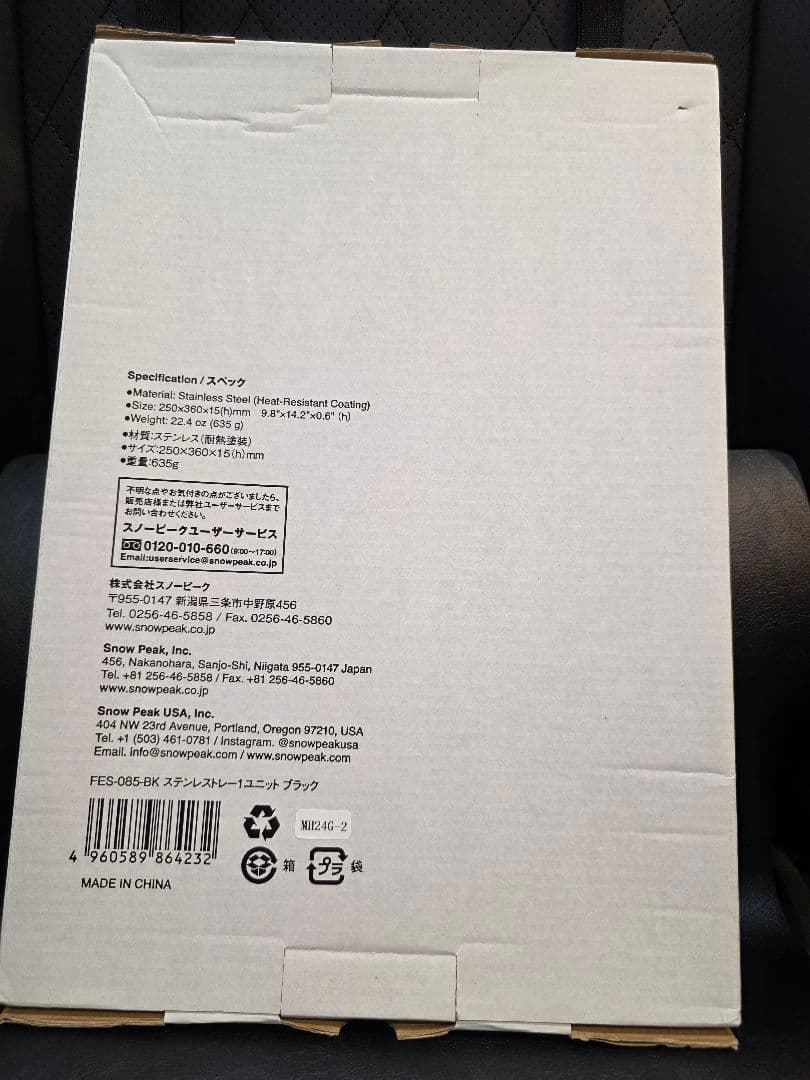 Specification / スペック
●Material: Stainless Steel (Heat-Resistant Coating)
●Size: 250×360×15(h)mm 9.8"×14.2"×0.6" (h)
●Weight: 22.4 oz (635 g)
●材質:ステンレス(耐熱塗装)
●サイズ:250×360×15(h)mm
●重量:635g
不明な点やお気付きの点がございましたら、
販売店様または弊社ユーザーサービスまで
お問い合わせください。
スノーピークユーザーサービス
0120-010-660(9:00〜17:00)
Email:userservice@snowpeak.co.jp
株式会社スノーピーク
〒955-0147 新潟県三条市中野原456
Tel. 0256-46-5858 / Fax. 0256-46-5860
www.snowpeak.co.jp
Snow Peak, Inc.
456, Nakanohara, Sanjo-Shi, Niigata 955-0147 Japan
Tel. +81 256-46-5858 / Fax. +81 256-46-5860
www.snowpeak.co.jp
Snow Peak USA, Inc.
404 NW 23rd Avenue, Portland, Oregon 97210, USA
Tel. +1 (503) 461-0781 / Instagram. @snowpeakusa
Email. info@snowpeak.com / www.snowpeak.com
FES-085-BK ステンレストレー1ユニット ブラック
MH24G-2
4 960589 864232
箱 プラ 袋
MADE IN CHINA